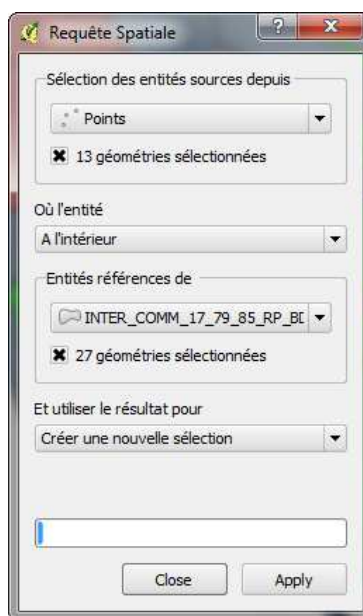 Requête Spatiale
?
Sélection des entités sources depuis
Points
13 géométries sélectionnées
Où l'entité
A l'intérieur
Entités références de
INTER_COMM_17_79_85_RP_BD
27 géométries sélectionnées
Et utiliser le résultat pour
Créer une nouvelle sélection
Close Apply